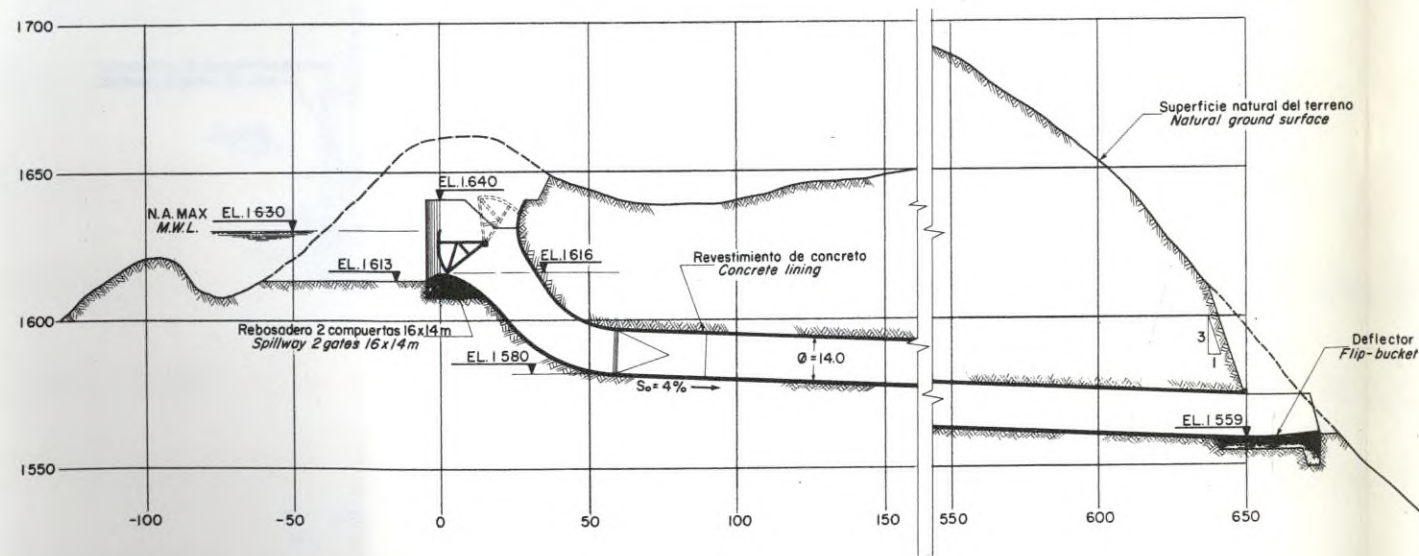 1700
1650
1600
1550
N.A. MAX
M.W.L.
EL.1630
EL.1640
EL.1613
EL.1616
Rebosadero 2 compuertas 16x14m
Spillway 2 gates 16x14m
EL.1580
Revestimiento de concreto
Concrete lining
Ø=14.0
So=4%
Superficie natural del terreno
Natural ground surface
3
1
Deflector
Flip-bucket
EL.1559
-100 -50 0 50 100 150 550 600 650